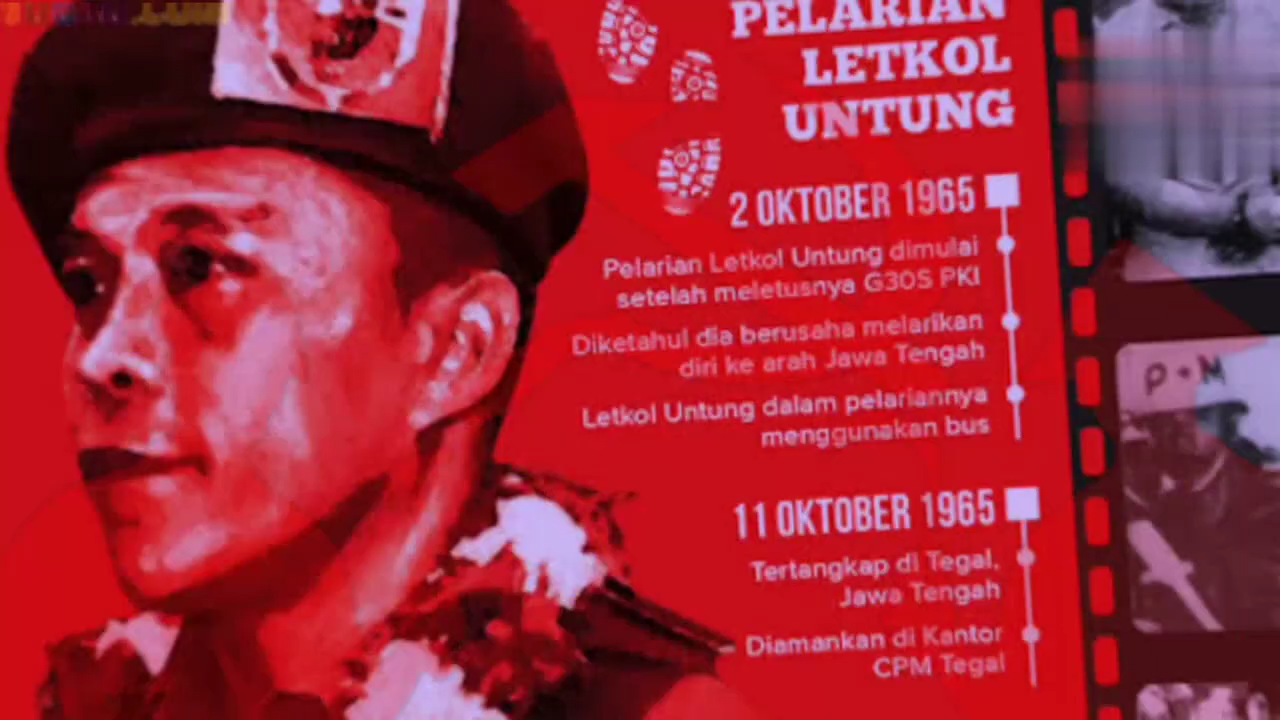 PELARIAN
LETKOL
UNTUNG
2 OKTOBER 1965
Pelarian Letkol Untung dimulai
setelah meletusnya G30S PKI
Diketahui dia berusaha melarikan
diri ke arah Jawa Tengah
Letkol Untung dalam pelariannya
menggunakan bus
11 OKTOBER 1965
Tertangkap di Tegal,
Jawa Tengah
Diamankan di Kantor
CPM Tegal
P•M